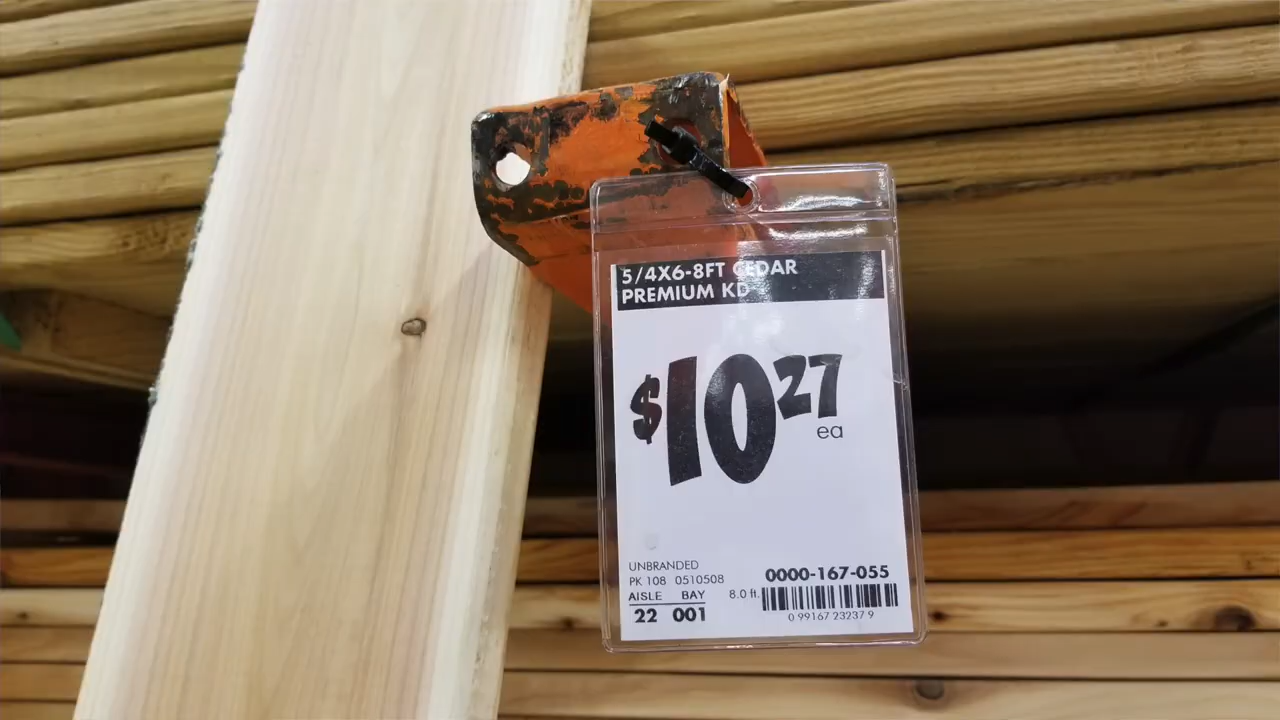 5/4X6-8FT CEDAR
PREMIUM KD
$10 27
ea
UNBRANDED
PK 108 0510508
AISLE BAY
22 001
8.0 ft.
0000-167-055
0 99167 23237 9